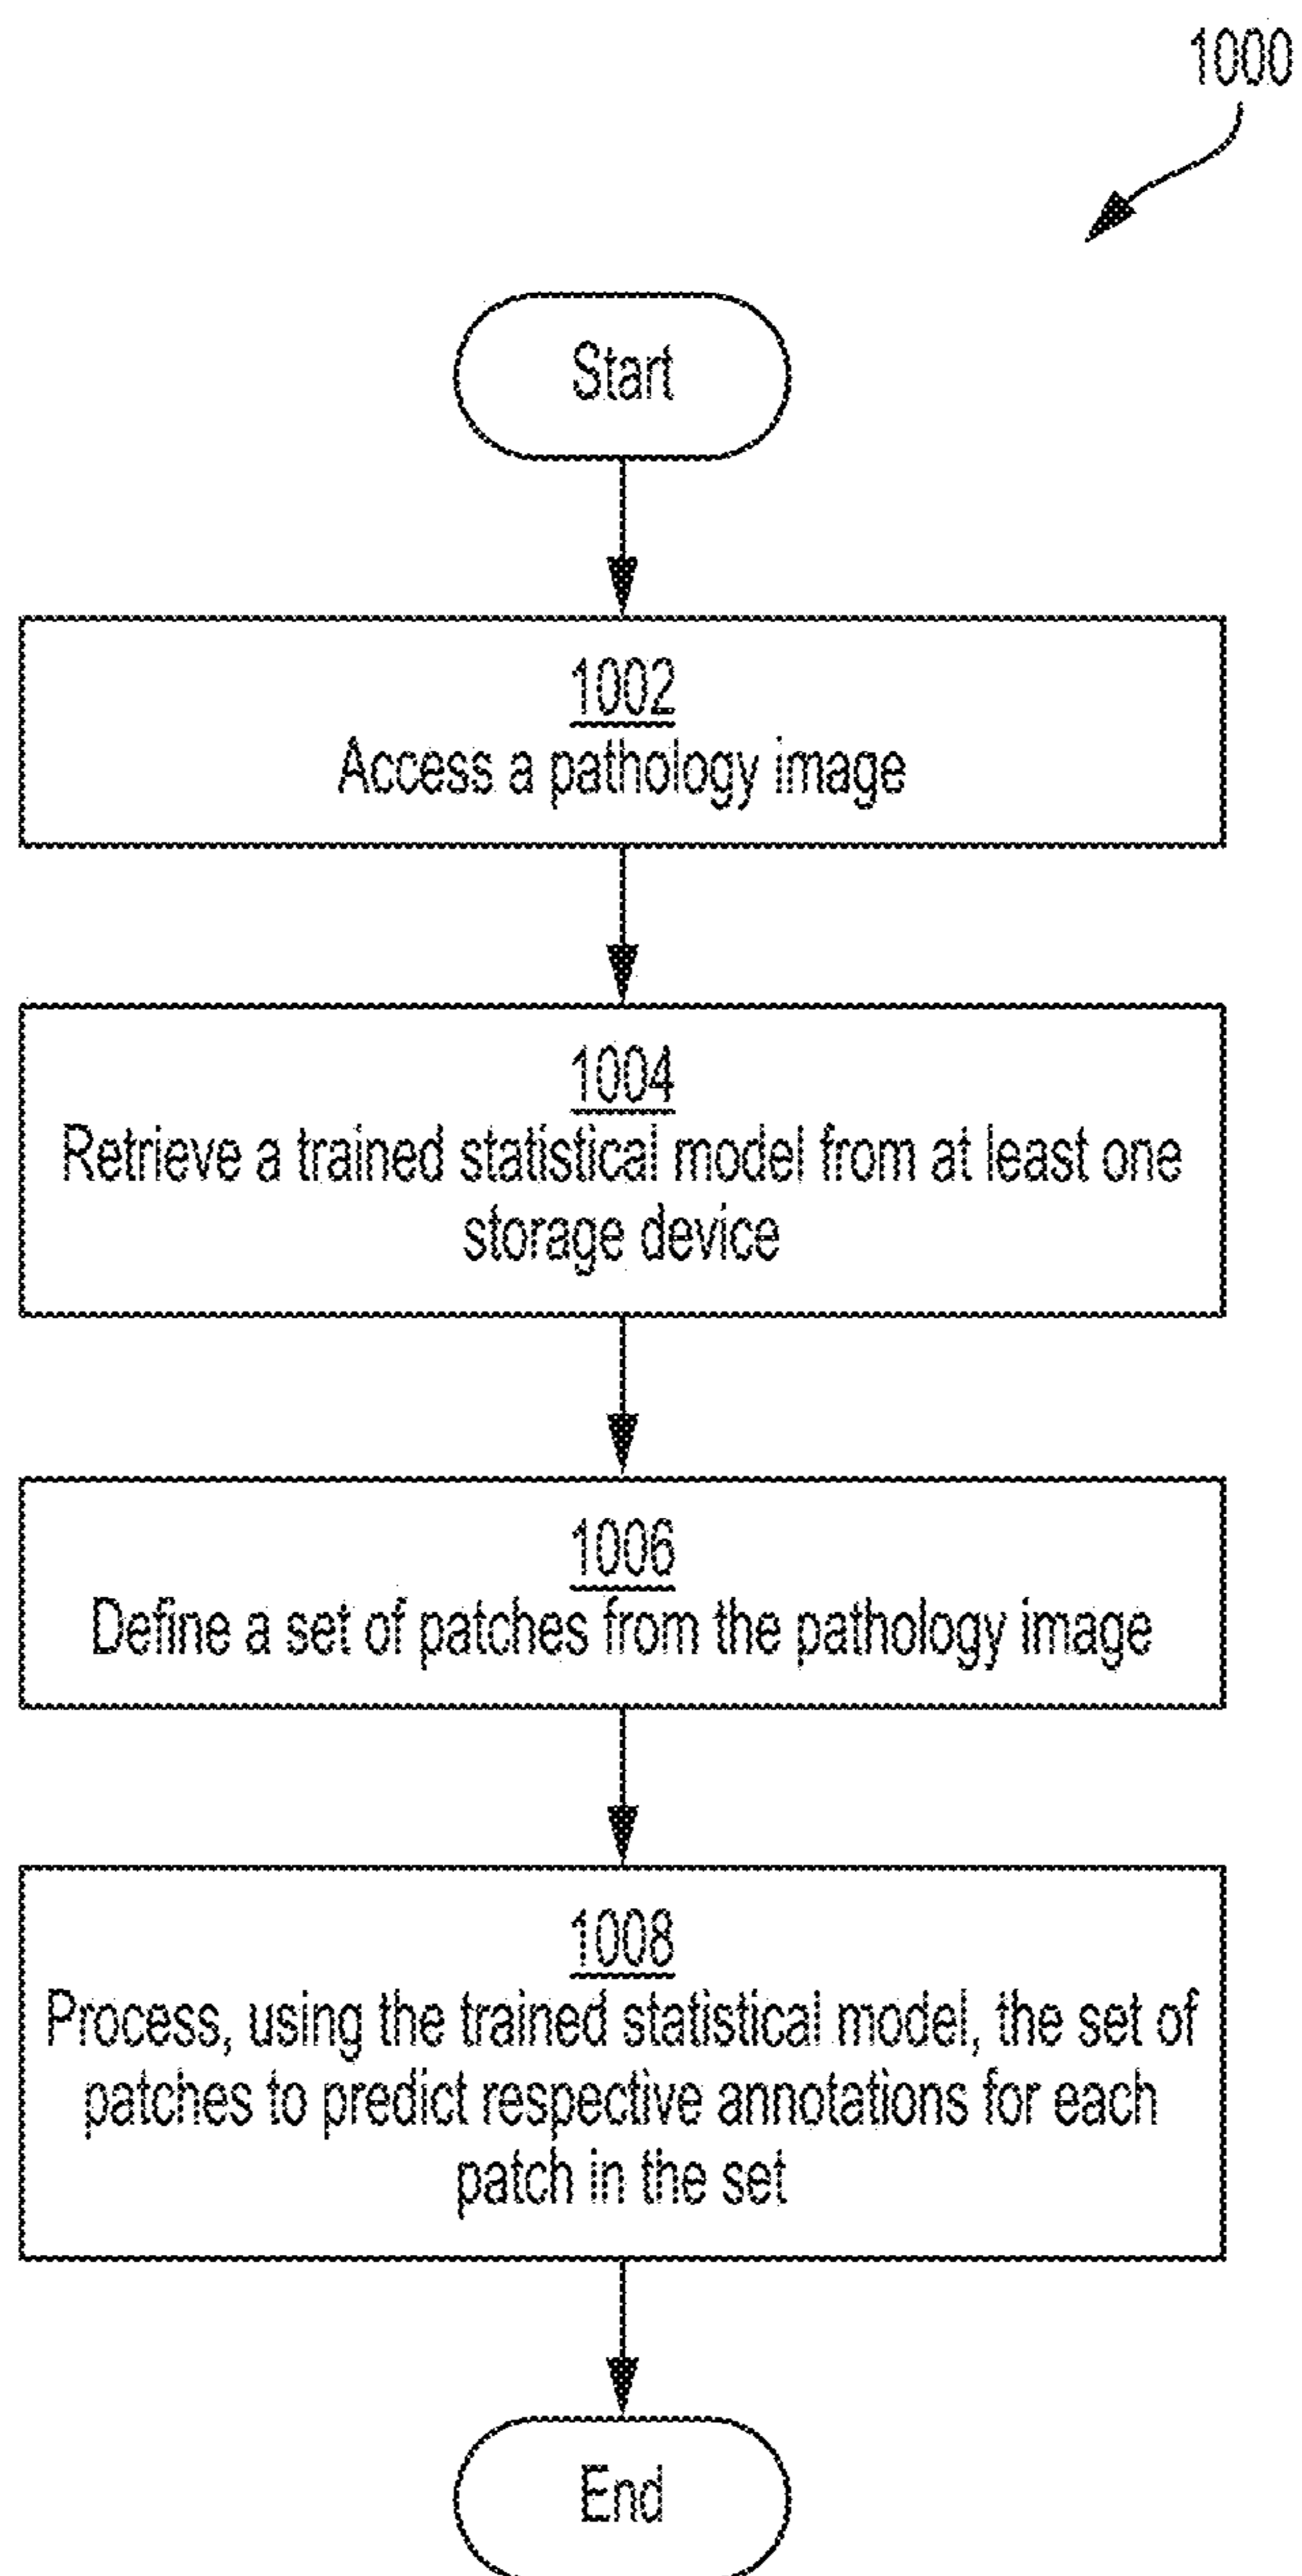 1000
Start
1002
Access a pathology image
1004
Retrieve a trained statistical model from at least one
storage device
1006
Define a set of patches from the pathology image
1008
Process, using the trained statistical model, the set of
patches to predict respective annotations for each
patch in the set
End